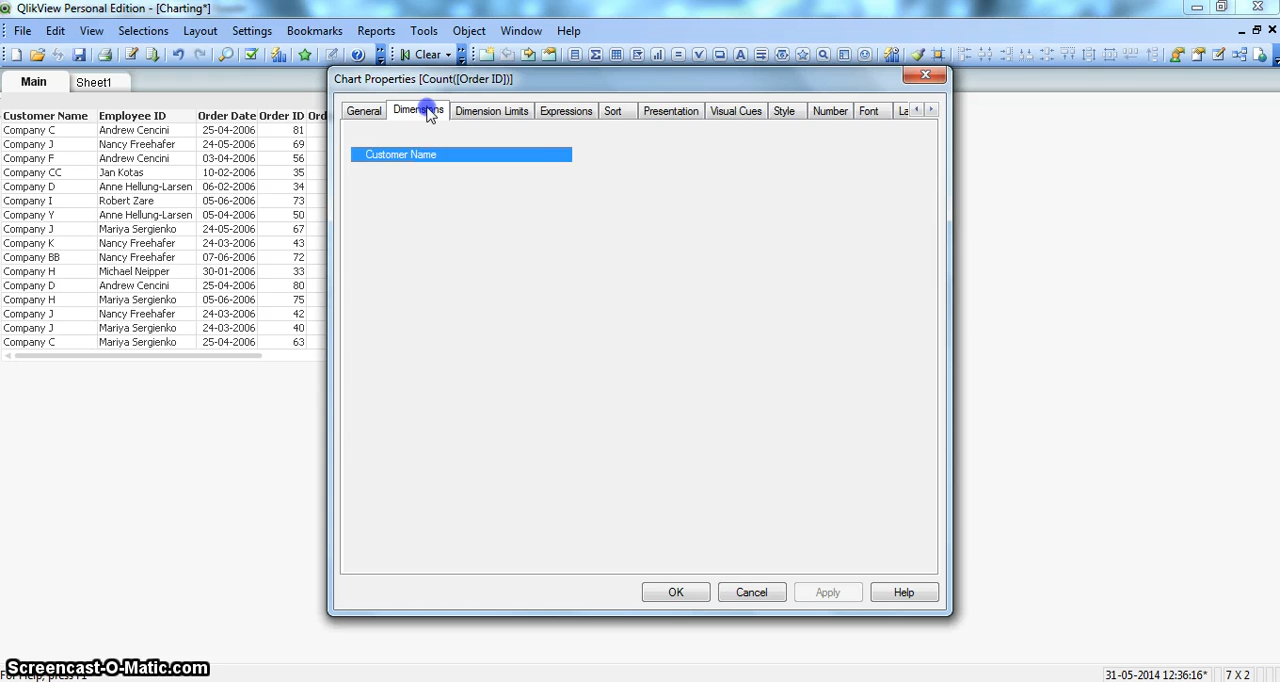 QlikView Personal Edition - [Charting*]
File Edit View Selections Layout Settings Bookmarks Reports Tools Object Window Help
Clear
Main Sheet1
Chart Properties [Count([Order ID])]
General Dimensions Dimension Limits Expressions Sort Presentation Visual Cues Style Number Font La
Customer Name
Customer Name Employee ID Order Date Order ID Ord
Company C Andrew Cencini 25-04-2006 81
Company J Nancy Freehafer 24-05-2006 69
Company F Andrew Cencini 03-04-2006 56
Company CC Jan Kotas 10-02-2006 35
Company D Anne Hellung-Larsen 06-02-2006 34
Company I Robert Zare 05-06-2006 73
Company Y Anne Hellung-Larsen 05-04-2006 50
Company J Mariya Sergienko 24-05-2006 67
Company K Nancy Freehafer 24-03-2006 43
Company BB Nancy Freehafer 07-06-2006 72
Company H Michael Neipper 30-01-2006 33
Company D Andrew Cencini 25-04-2006 80
Company H Mariya Sergienko 05-06-2006 75
Company J Nancy Freehafer 24-03-2006 42
Company J Mariya Sergienko 24-03-2006 40
Company C Mariya Sergienko 25-04-2006 63
OK Cancel Apply Help
Screencast-O-Matic.com
31-05-2014 12:36:16* 7 X 2